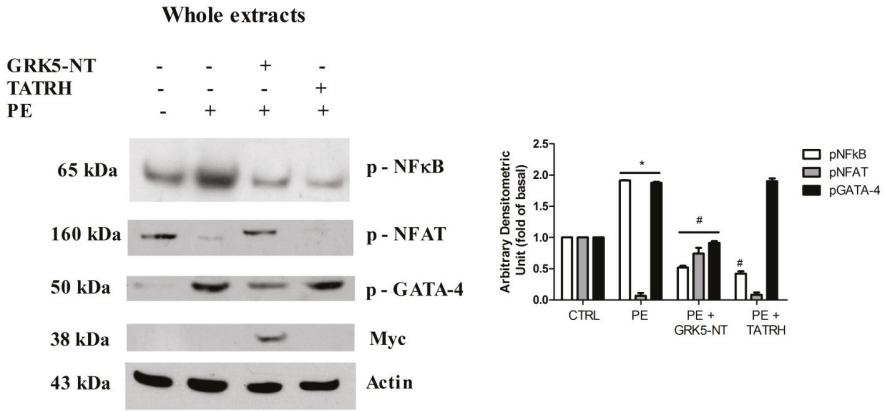 Whole extracts
GRK5-NT - - + -
TATRH - - - +
PE - + + +
65 kDa p - NFκB
160 kDa p - NFAT
50 kDa p - GATA-4
38 kDa Myc
43 kDa Actin
Arbitrary Densitometric
Unit (fold of basal)
2.5
2.0
1.5
1.0
0.5
0.0
*
#
#
CTRL PE PE + PE +
GRK5-NT TATRH
pNFkB
pNFAT
pGATA-4